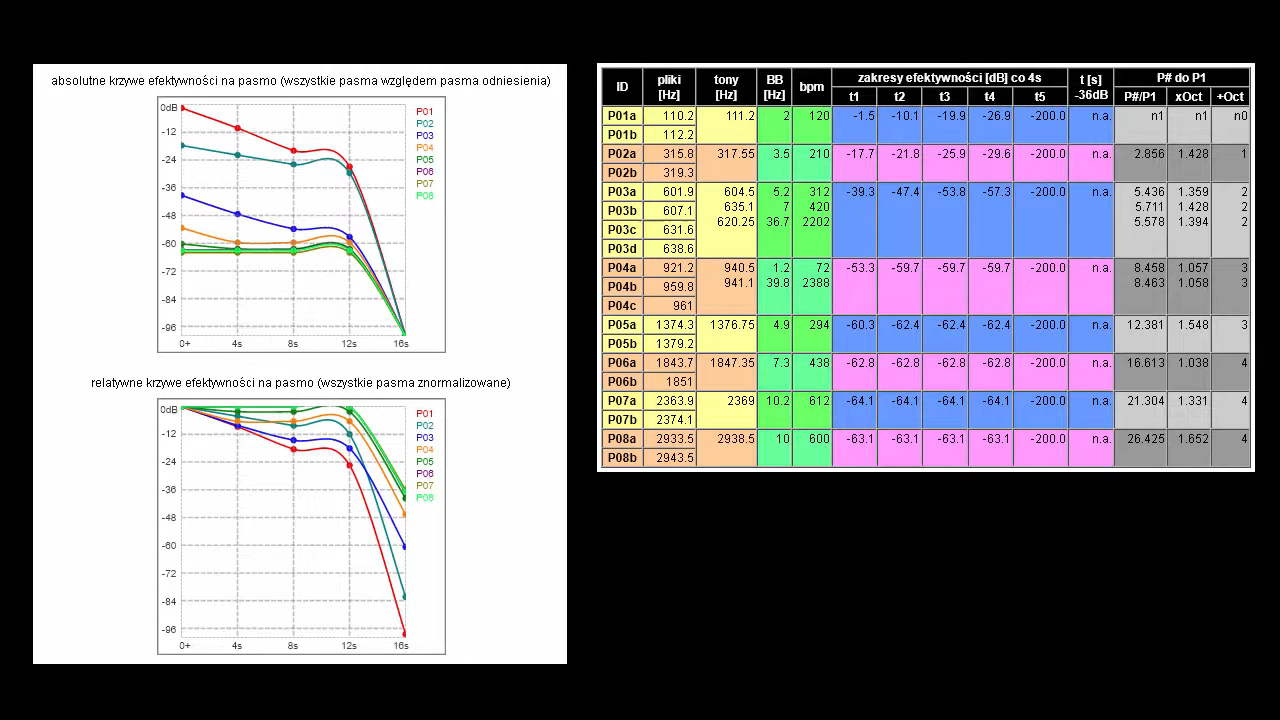 absolutne krzywe efektywności na pasmo (wszystkie pasma względem pasma odniesienia)
0dB
-12
-24
-36
-48
-60
-72
-84
-96
0+ 4s 8s 12s 16s
P01
P02
P03
P04
P05
P06
P07
P08
relatywne krzywe efektywności na pasmo (wszystkie pasma znormalizowane)
0dB
-12
-24
-36
-48
-60
-72
-84
-96
0+ 4s 8s 12s 16s
P01
P02
P03
P04
P05
P06
P07
P08
ID pliki [Hz] tony [Hz] BB [Hz] bpm zakresy efektywności [dB] co 4s t [s] -36dB P# do P1
t1 t2 t3 t4 t5 P#/P1 xOct +Oct
P01a 110.2 111.2 2 120 -1.5 -10.1 -19.9 -26.9 -200.0 n.a. n1 n1 n0
P01b 112.2
P02a 315.8 317.55 3.5 210 -17.7 -21.8 -25.9 -200.0 n.a. 2.856 1.428 1
P02b 319.3
P03a 601.9 604.5 5.2 312 -39.3 -47.4 -53.8 -57.3 -200.0 n.a. 5.436 1.359 2
P03b 607.1 635.1 7 420 5.711 1.428 2
P03c 631.6 620.25 36.7 2202 5.578 1.394 2
P03d 638.6
P04a 921.2 940.5 1.2 72 -53.3 -59.7 -59.7 -59.7 -200.0 n.a. 8.458 1.057 3
P04b 959.8 941.1 39.8 2388 8.463 1.058 3
P04c 961
P05a 1374.3 1376.75 4.9 294 -60.3 -62.4 -62.4 -62.4 -200.0 n.a. 12.381 1.548 3
P05b 1379.2
P06a 1843.7 1847.35 7.3 438 -62.8 -62.8 -62.8 -62.8 -200.0 n.a. 16.613 1.038 4
P06b 1851
P07a 2363.9 2369 10.2 612 -64.1 -64.1 -64.1 -64.1 -200.0 n.a. 21.304 1.331 4
P07b 2374.1
P08a 2933.5 2938.5 10 600 -63.1 -63.1 -63.1 -63.1 -200.0 n.a. 26.425 1.652 4
P08b 2943.5